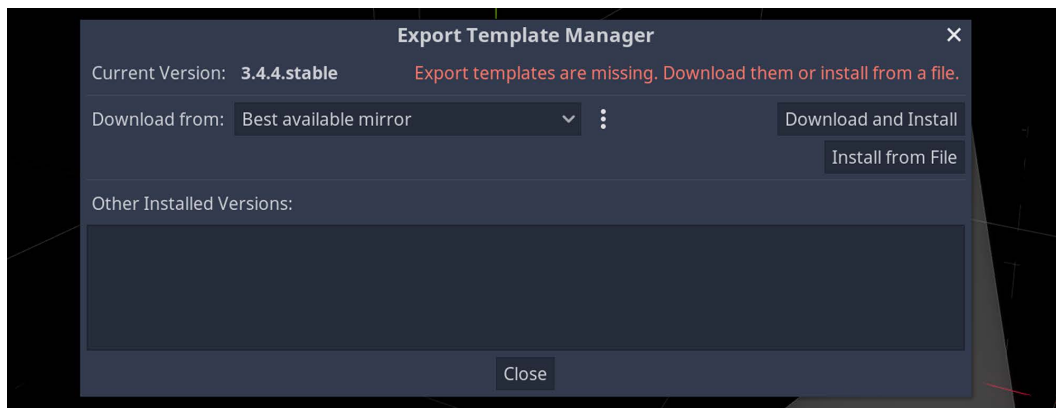 Export Template Manager
Current Version: 3.4.4.stable Export templates are missing. Download them or install from a file.
Download from: Best available mirror Download and Install
Install from File
Other Installed Versions:
Close